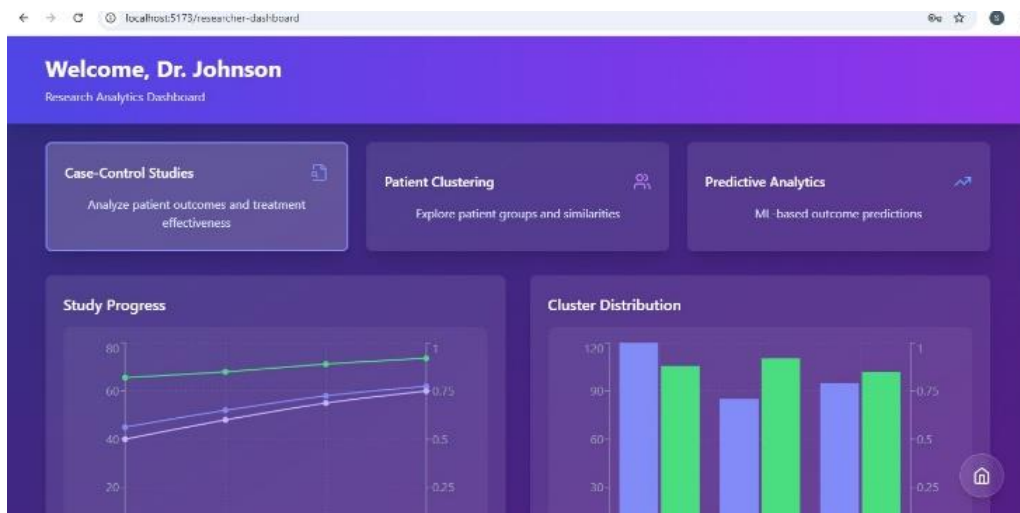 localhost:5173/researcher-dashboard
S
Welcome, Dr. Johnson
Research Analytics Dashboard
Case-Control Studies
Analyze patient outcomes and treatment
effectiveness
Patient Clustering
Explore patient groups and similarities
Predictive Analytics
ML-based outcome predictions
Study Progress
80
60
40
20
1
0.75
0.5
0.25
Cluster Distribution
120
90
60
30
1
0.75
0.5
0.25